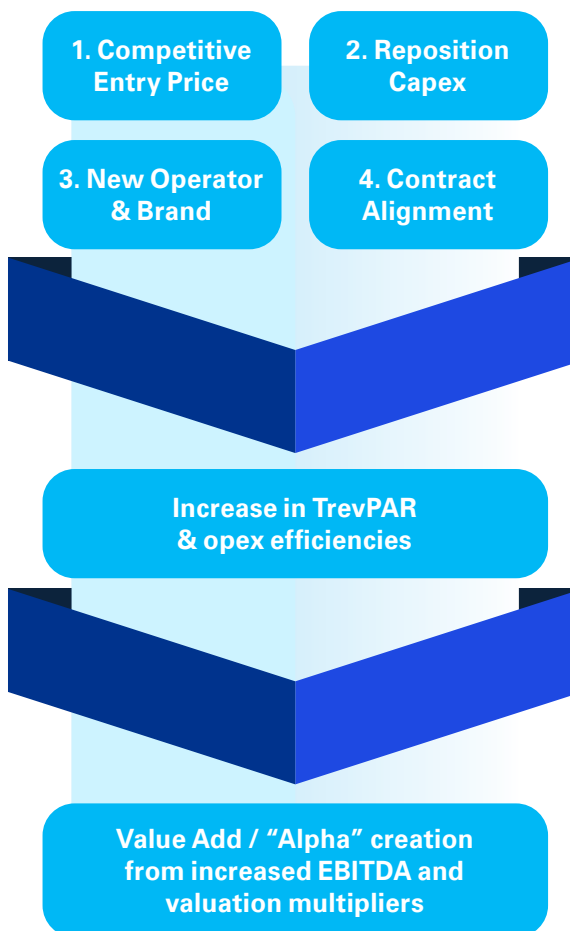 1. Competitive
Entry Price
2. Reposition
Capex
3. New Operator
& Brand
4. Contract
Alignment
Increase in TrevPAR
& opex efficiencies
Value Add / “Alpha” creation
from increased EBITDA and
valuation multipliers